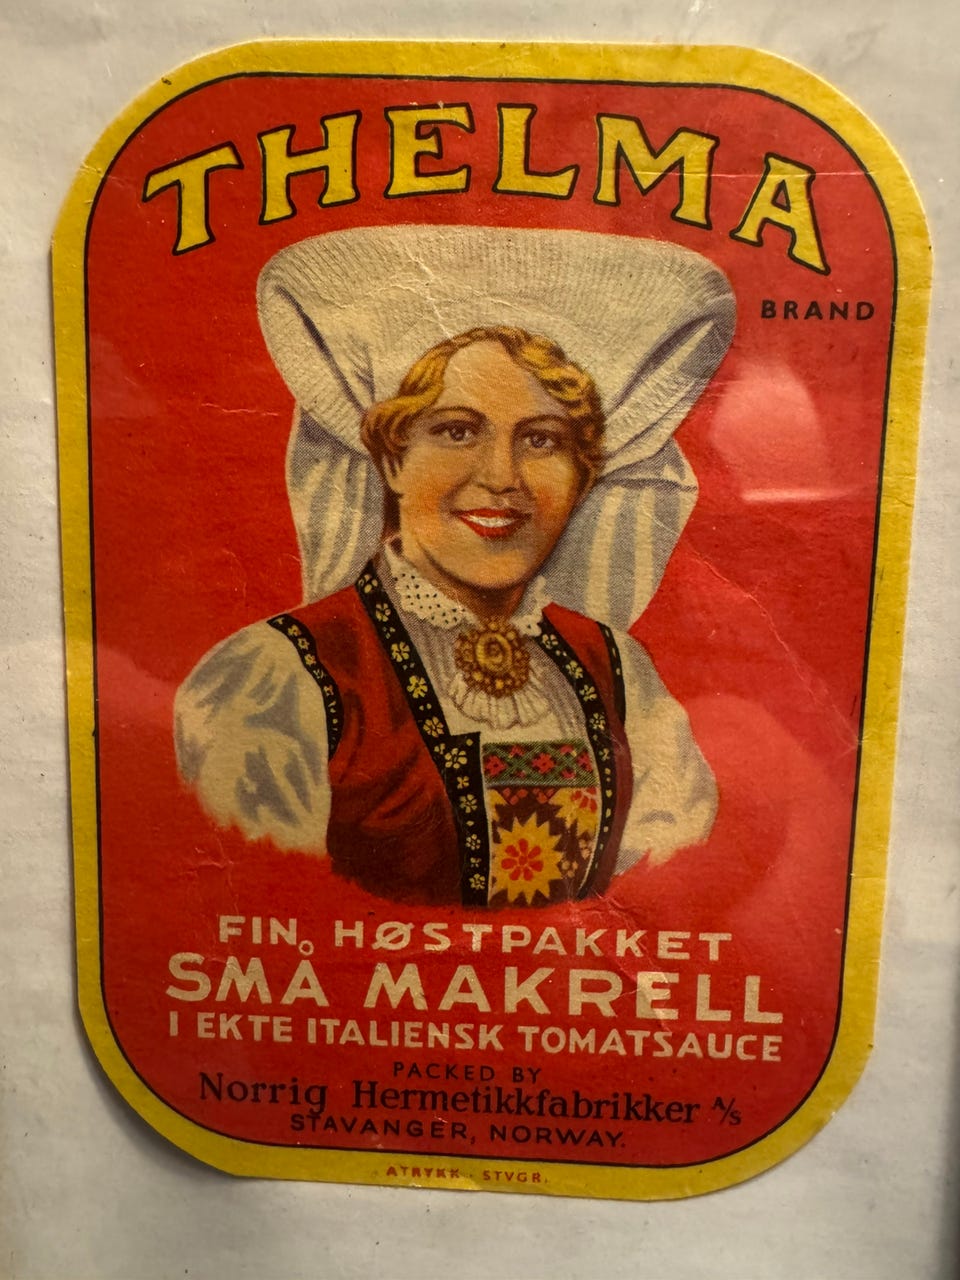 THELMA
BRAND
FIN, HØSTPAKKET
SMÅ MAKRELL
I EKTE ITALIENSK TOMATSAUCE
PACKED BY
Norrig Hermetikkfabrikker A/S
STAVANGER, NORWAY.
ATRYKK - STVGR.